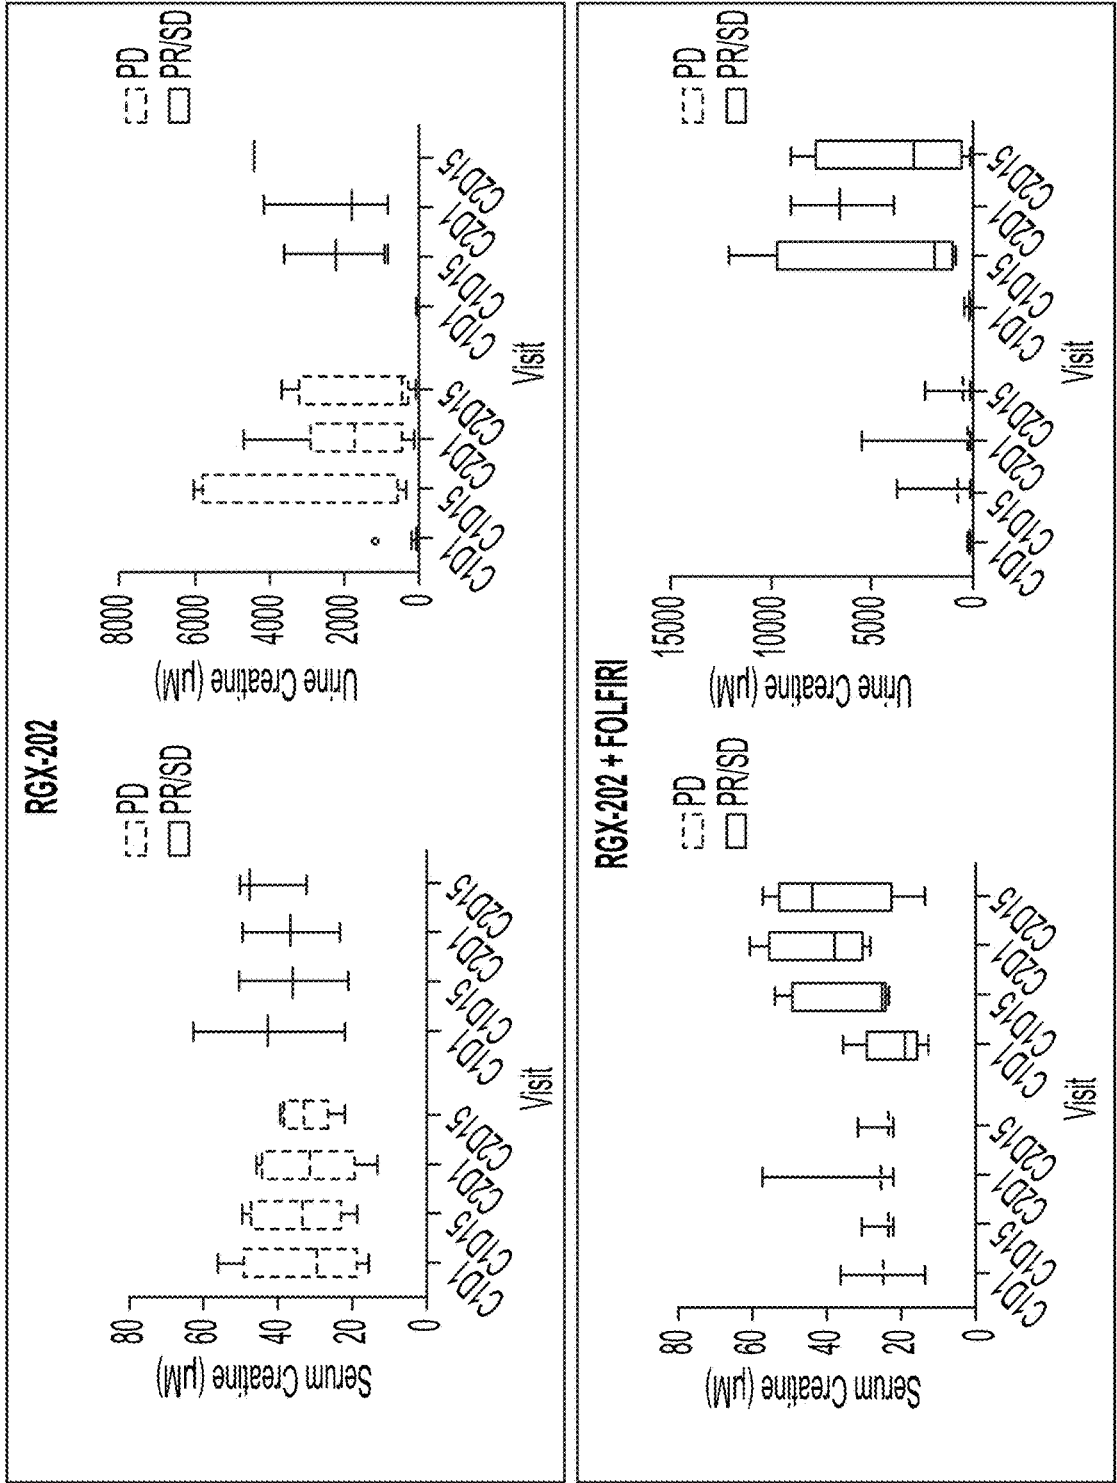 RGX-202
Serum Creatine (µM)
80
60
40
20
0
C1D1
C1D15
C2D1
C2D15
C1D1
C1D15
C2D1
C2D15
Visit
PD
PR/SD
Urine Creatine (µM)
8000
6000
4000
2000
0
C1D1
C1D15
C2D1
C2D15
C1D1
C1D15
C2D1
C2D15
Visit
PD
PR/SD
RGX-202 + FOLFIRI
Serum Creatine (µM)
80
60
40
20
0
C1D1
C1D15
C2D1
C2D15
C1D1
C1D15
C2D1
C2D15
Visit
PD
PR/SD
Urine Creatine (µM)
15000
10000
5000
0
C1D1
C1D15
C2D1
C2D15
C1D1
C1D15
C2D1
C2D15
Visit
PD
PR/SD